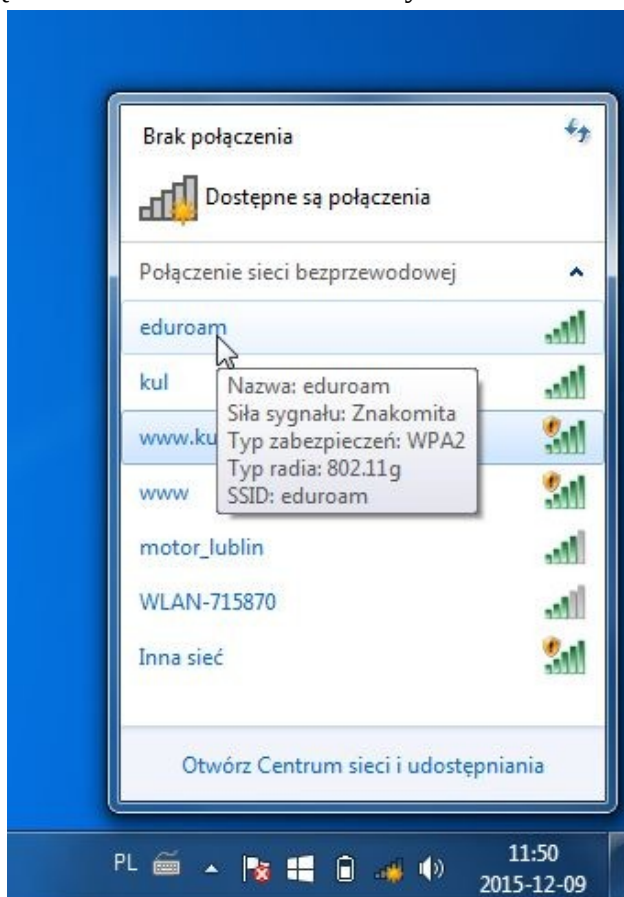 Brak połączenia
Dostępne są połączenia
Połączenie sieci bezprzewodowej
eduroam
kul
Nazwa: eduroam
Siła sygnału: Znakomita
Typ zabezpieczeń: WPA2
Typ radia: 802.11g
SSID: eduroam
www.ku
www
motor_lublin
WLAN-715870
Inna sieć
Otwórz Centrum sieci i udostępniania
PL
11:50
2015-12-09